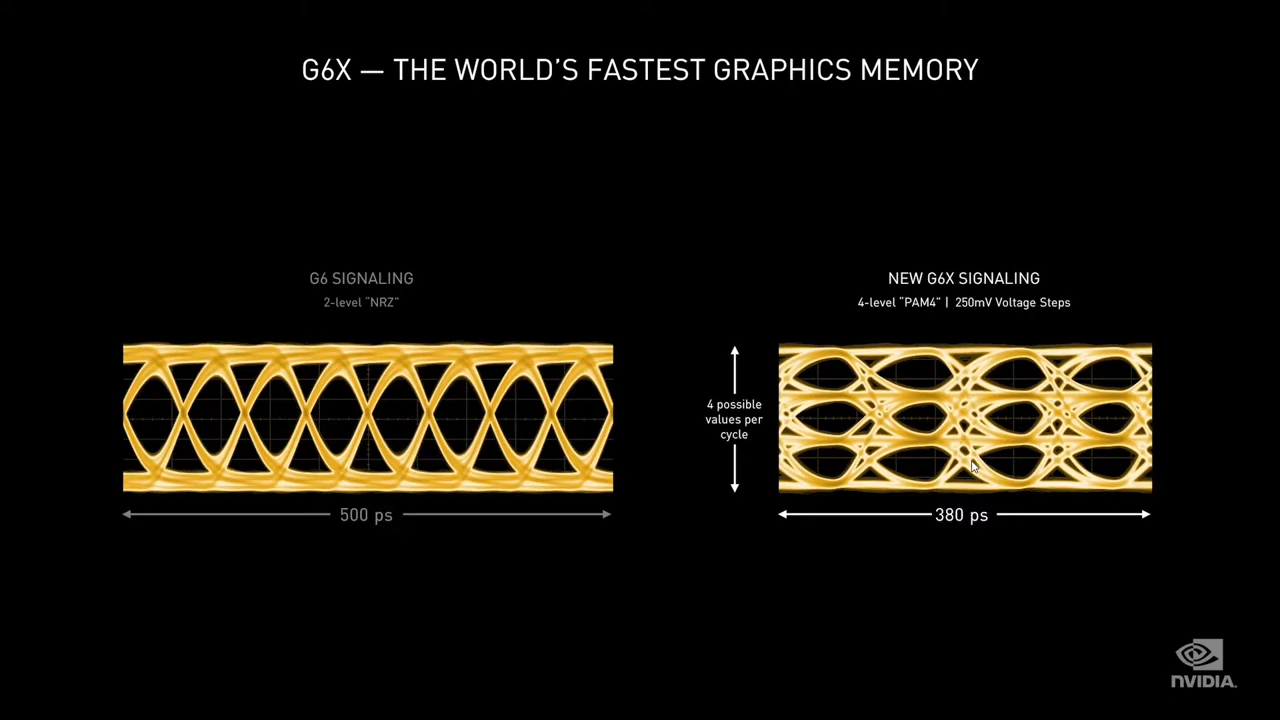 G6X — THE WORLD'S FASTEST GRAPHICS MEMORY
G6 SIGNALING
2-level "NRZ"
500 ps
NEW G6X SIGNALING
4-level "PAM4" | 250mV Voltage Steps
4 possible
values per
cycle
380 ps
NVIDIA.